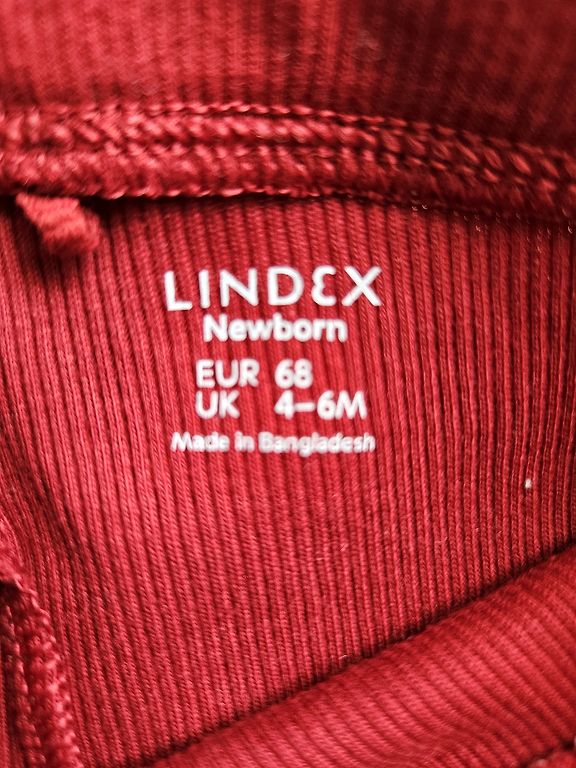 LINDEX
Newborn
EUR 68
UK 4-6M
Made in Bangladesh